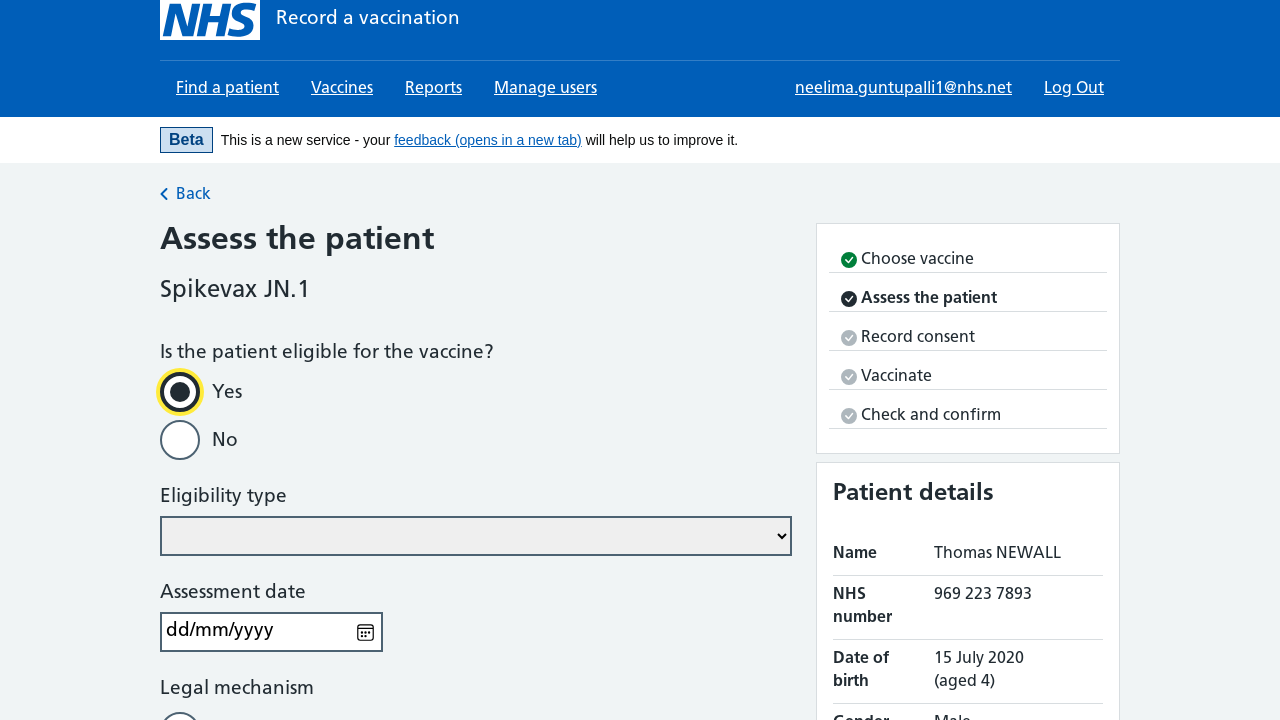 NHS Record a vaccination
Find a patient Vaccines Reports Manage users neelima.guntupalli1@nhs.net Log Out
Beta This is a new service - your feedback (opens in a new tab) will help us to improve it.
Back
Assess the patient
Spikevax JN.1
Is the patient eligible for the vaccine?
Yes
No
Eligibility type
Assessment date
dd/mm/yyyy
Legal mechanism
Choose vaccine
Assess the patient
Record consent
Vaccinate
Check and confirm
Patient details
Name Thomas NEWALL
NHS number 969 223 7893
Date of birth 15 July 2020 (aged 4)
Gender Male